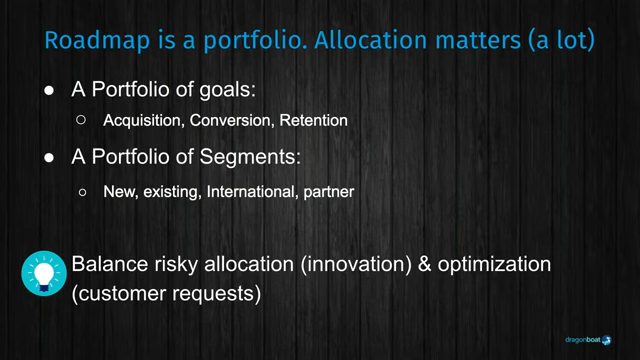 Roadmap is a portfolio. Allocation matters (a lot)
● A Portfolio of goals:
○ Acquisition, Conversion, Retention
● A Portfolio of Segments:
○ New, existing, International, partner
Balance risky allocation (innovation) & optimization
(customer requests)
dragonboat